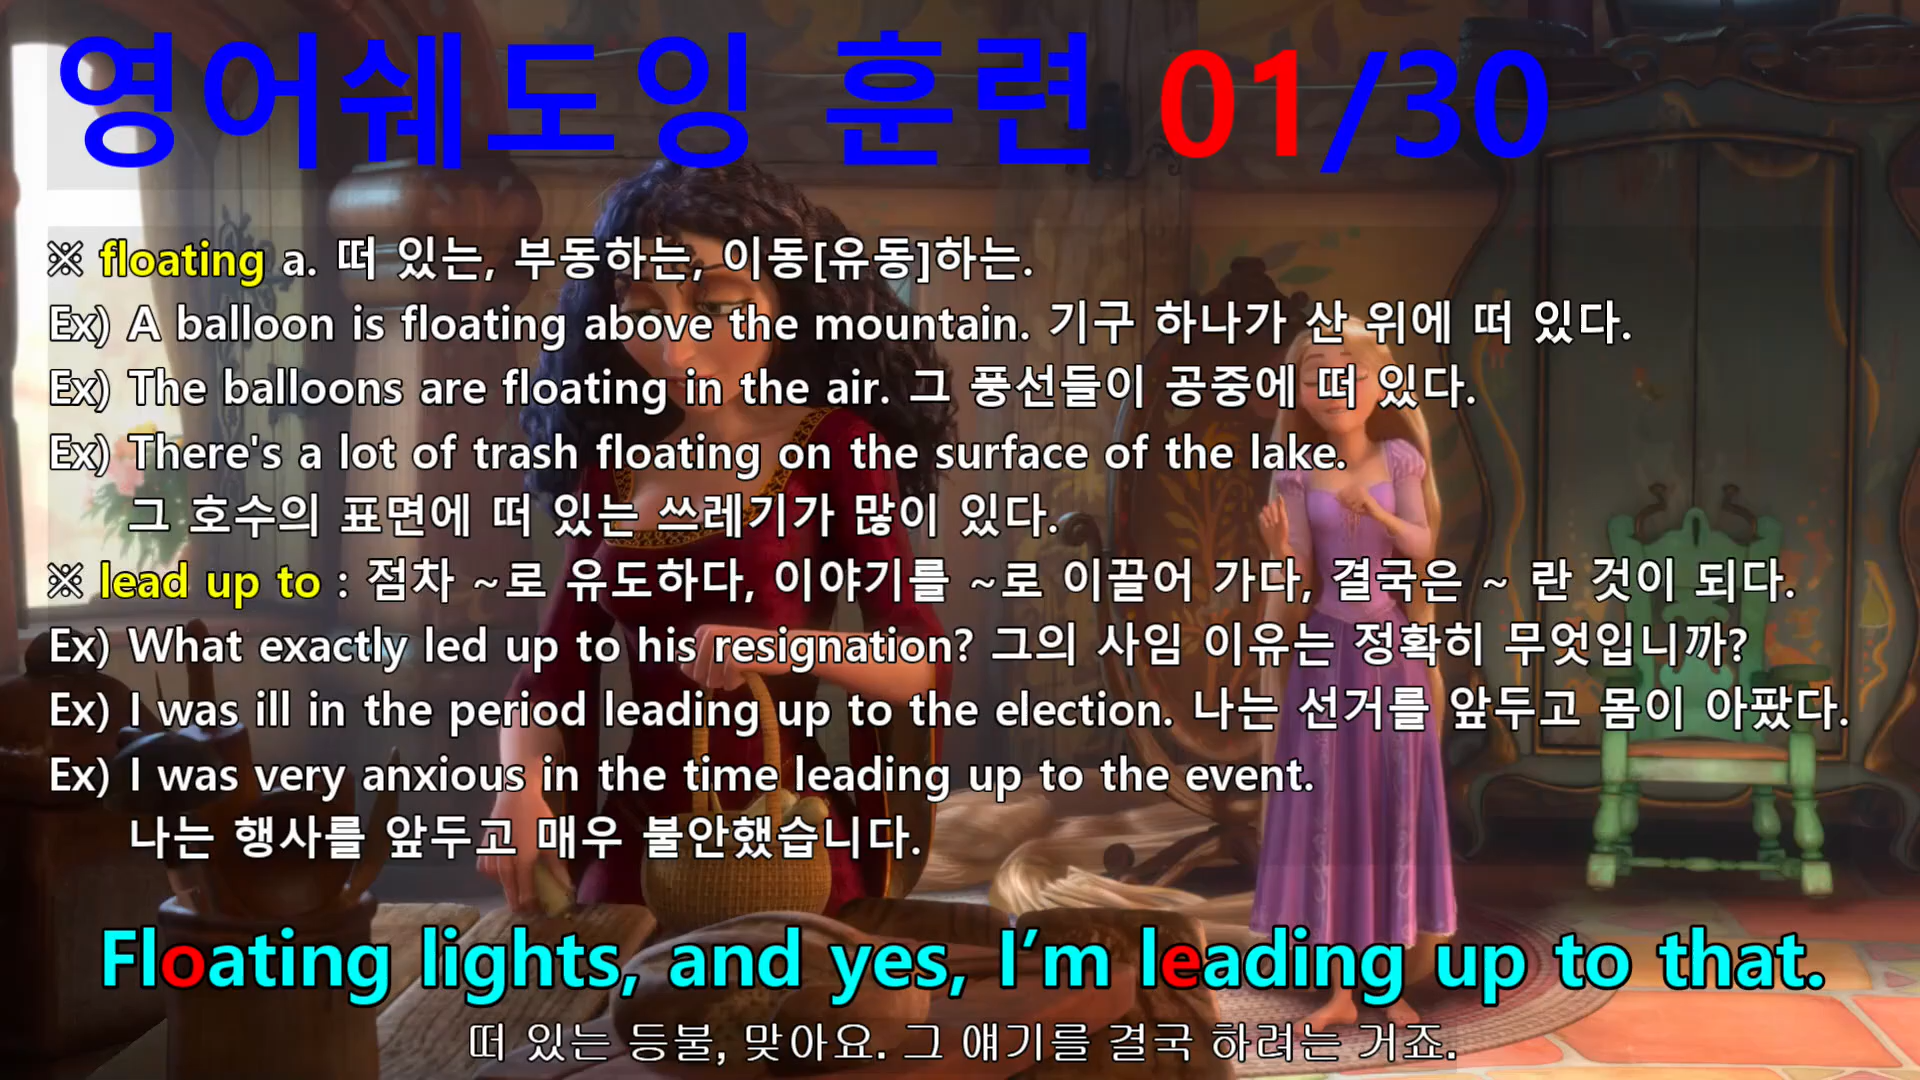 영어쉐도잉 훈련 01/30
※ floating a. 떠 있는, 부동하는, 이동[유동]하는.
Ex) A balloon is floating above the mountain. 기구 하나가 산 위에 떠 있다.
Ex) The balloons are floating in the air. 그 풍선들이 공중에 떠 있다.
Ex) There's a lot of trash floating on the surface of the lake.
그 호수의 표면에 떠 있는 쓰레기가 많이 있다.
※ lead up to : 점차 ~로 유도하다, 이야기를 ~로 이끌어 가다, 결국은 ~ 란 것이 되다.
Ex) What exactly led up to his resignation? 그의 사임 이유는 정확히 무엇입니까?
Ex) I was ill in the period leading up to the election. 나는 선거를 앞두고 몸이 아팠다.
Ex) I was very anxious in the time leading up to the event.
나는 행사를 앞두고 매우 불안했습니다.
Floating lights, and yes, I’m leading up to that.
떠 있는 등불, 맞아요. 그 얘기를 결국 하려는 거죠.